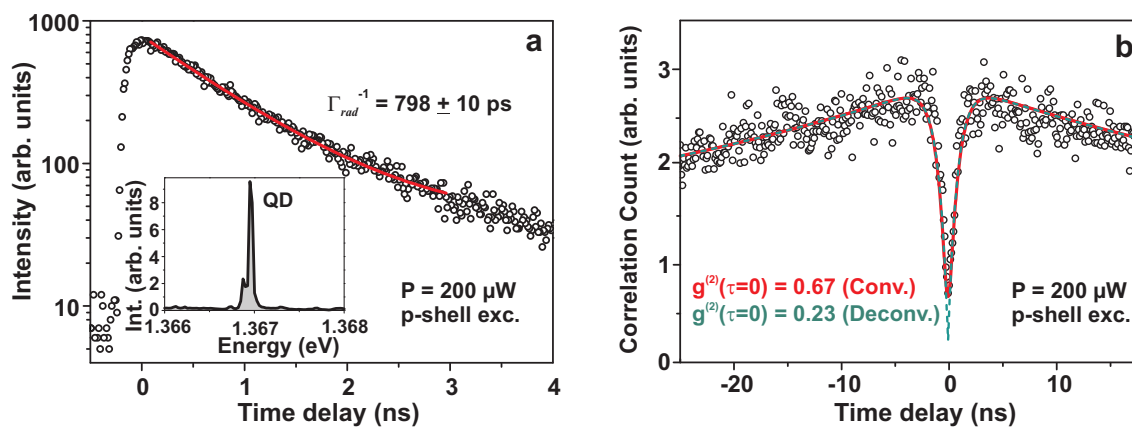 a
Intensity (arb. units)
1000
100
10
Γrad⁻¹ = 798 ± 10 ps
QD
Int. (arb. units)
8
6
4
2
0
1.366 1.367 1.368
Energy (eV)
P = 200 µW
p-shell exc.
0 1 2 3 4
Time delay (ns)
b
Correlation Count (arb. units)
3
2
1
0
g⁽²⁾(τ=0) = 0.67 (Conv.)
g⁽²⁾(τ=0) = 0.23 (Deconv.)
P = 200 µW
p-shell exc.
-20 -10 0 10
Time delay (ns)